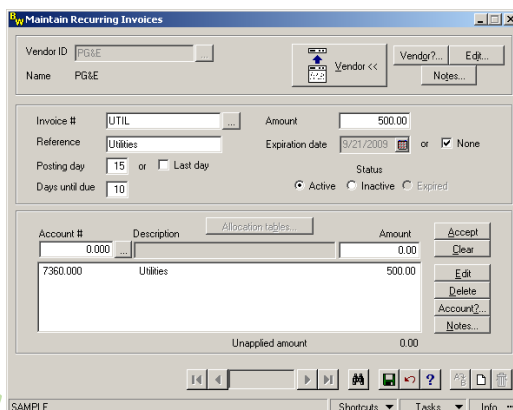 BW Maintain Recurring Invoices
Vendor ID PG&E ...
Name PG&E
Vendor <<
Vendor?... Edit...
Notes...
Invoice # UTIL ... Amount 500.00
Reference Utilities Expiration date 9/21/2009 or None
Posting day 15 or Last day Status
Days until due 10 Active Inactive Expired
Allocation tables...
Account # Description Amount Accept
0.000 ... 0.00 Clear
7360.000 Utilities 500.00 Edit
Delete
Account?...
Notes...
Unapplied amount 0.00
SAMPLE Shortcuts Tasks Info